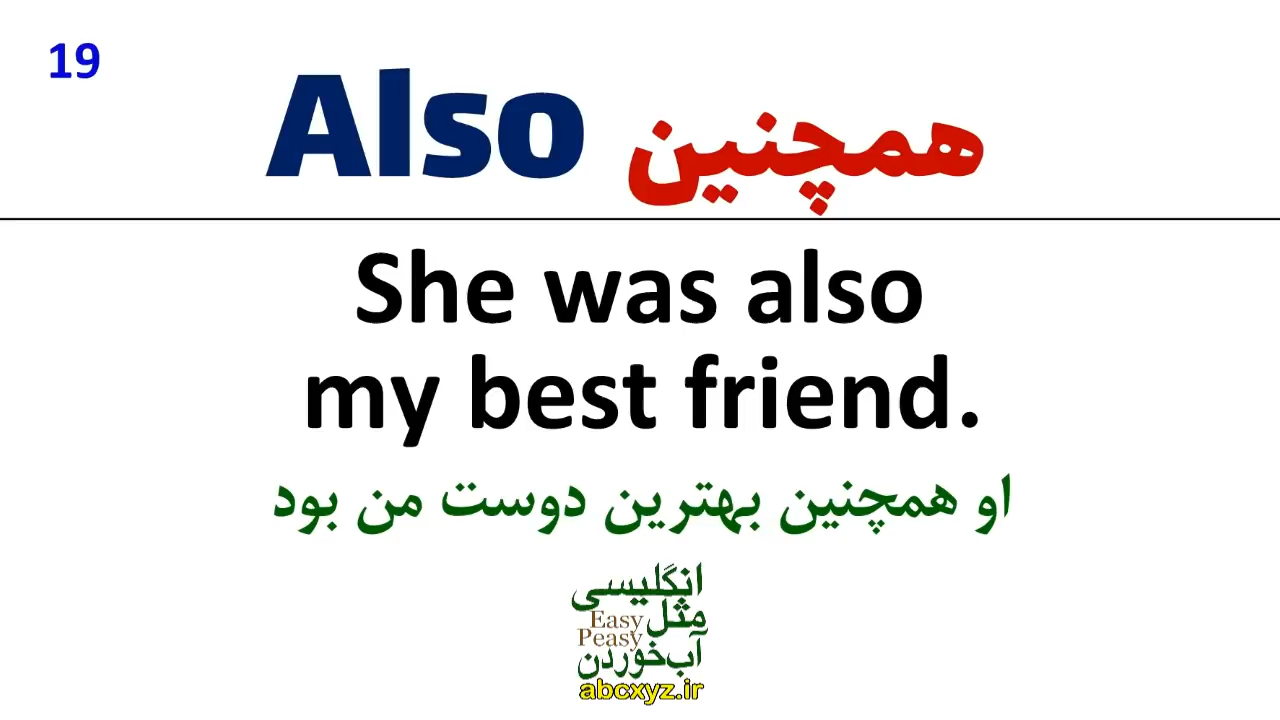 19
Also همچنین
She was also
my best friend.
او همچنین بهترین دوست من بود
انگلیسی
مثل
Easy
Peasy
آب‌خوردن
abcxyz.ir